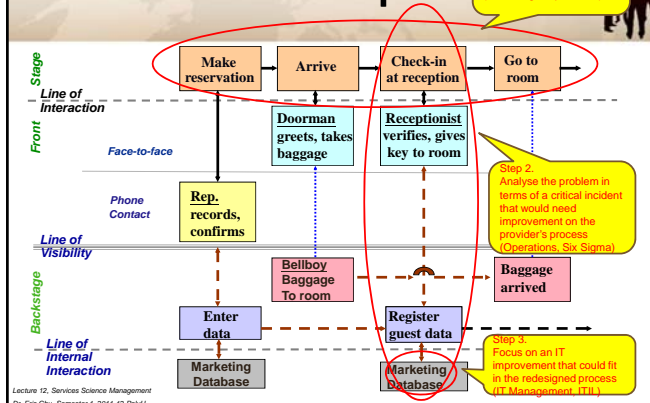 Stage
Make
reservation
Arrive
Check-in
at reception
Go to
room
Line of
Interaction
Front
Doorman
greets, takes
baggage
Receptionist
verifies, gives
key to room
Face-to-face
Phone
Contact
Rep.
records,
confirms
Step 2.
Analyse the problem in
terms of a critical incident
that would need
improvement on the
provider's process
(Operations, Six Sigma)
Line of
Visibility
Backstage
Bellboy
Baggage
To room
Baggage
arrived
Enter
data
Register
guest data
Line of
Internal
Interaction
Marketing
Database
Marketing
Database
Step 3.
Focus on an IT
improvement that could fit
in the redesigned process
(IT Management, ITIL)
Lecture 12, Services Science Management